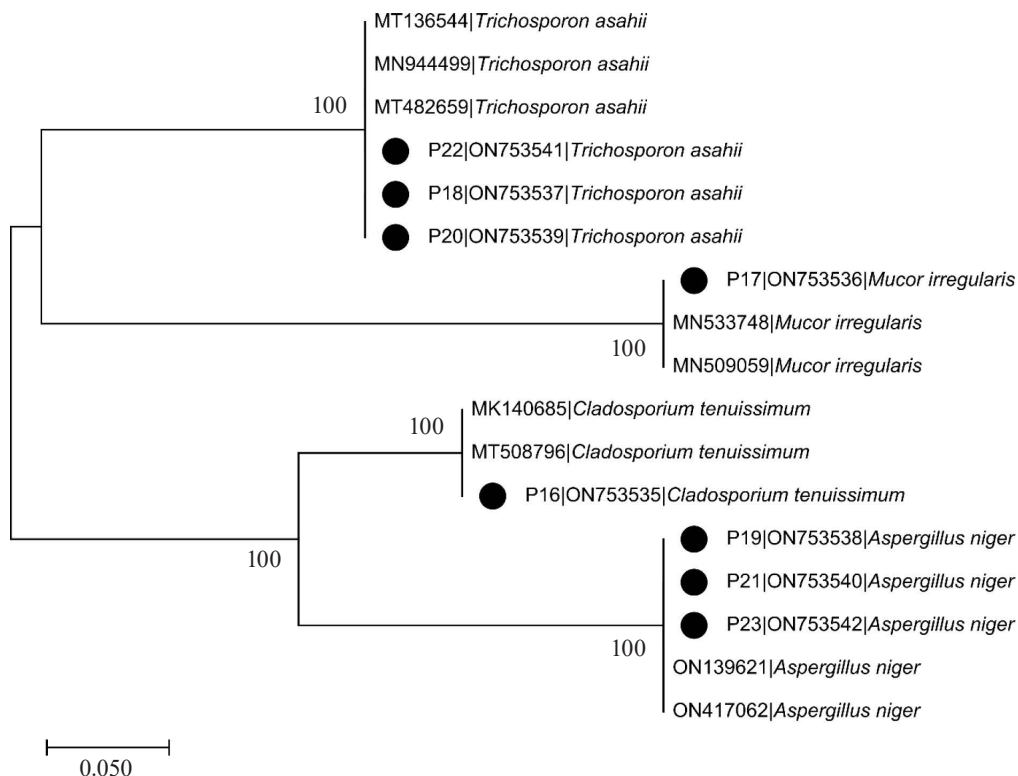 MT136544|Trichosporon asahii
MN944499|Trichosporon asahii
100
MT482659|Trichosporon asahii
P22|ON753541|Trichosporon asahii
P18|ON753537|Trichosporon asahii
P20|ON753539|Trichosporon asahii
P17|ON753536|Mucor irregularis
MN533748|Mucor irregularis
100
MN509059|Mucor irregularis
MK140685|Cladosporium tenuissimum
100
MT508796|Cladosporium tenuissimum
P16|ON753535|Cladosporium tenuissimum
P19|ON753538|Aspergillus niger
100
P21|ON753540|Aspergillus niger
P23|ON753542|Aspergillus niger
100
ON139621|Aspergillus niger
ON417062|Aspergillus niger
0.050